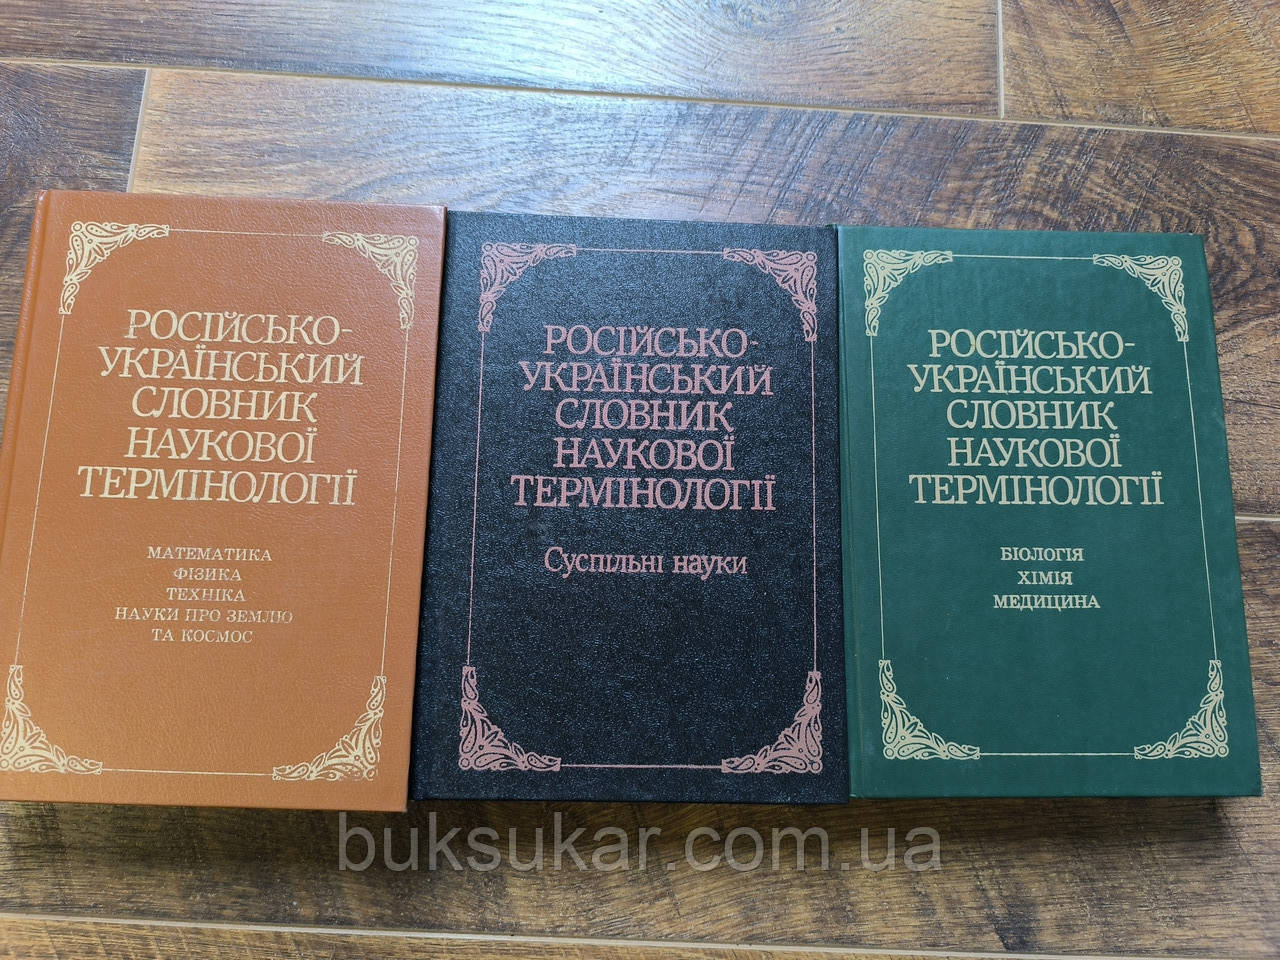 РОСІЙСЬКО-
УКРАЇНСЬКИЙ
СЛОВНИК
НАУКОВОЇ
ТЕРМІНОЛОГІЇ
МАТЕМАТИКА
ФІЗИКА
ТЕХНІКА
НАУКИ ПРО ЗЕМЛЮ
ТА КОСМОС
РОСІЙСЬКО-
УКРАЇНСЬКИЙ
СЛОВНИК
НАУКОВОЇ
ТЕРМІНОЛОГІЇ
Суспільні науки
РОСІЙСЬКО-
УКРАЇНСЬКИЙ
СЛОВНИК
НАУКОВОЇ
ТЕРМІНОЛОГІЇ
БІОЛОГІЯ
ХІМІЯ
МЕДИЦИНА
buksukar.com.ua